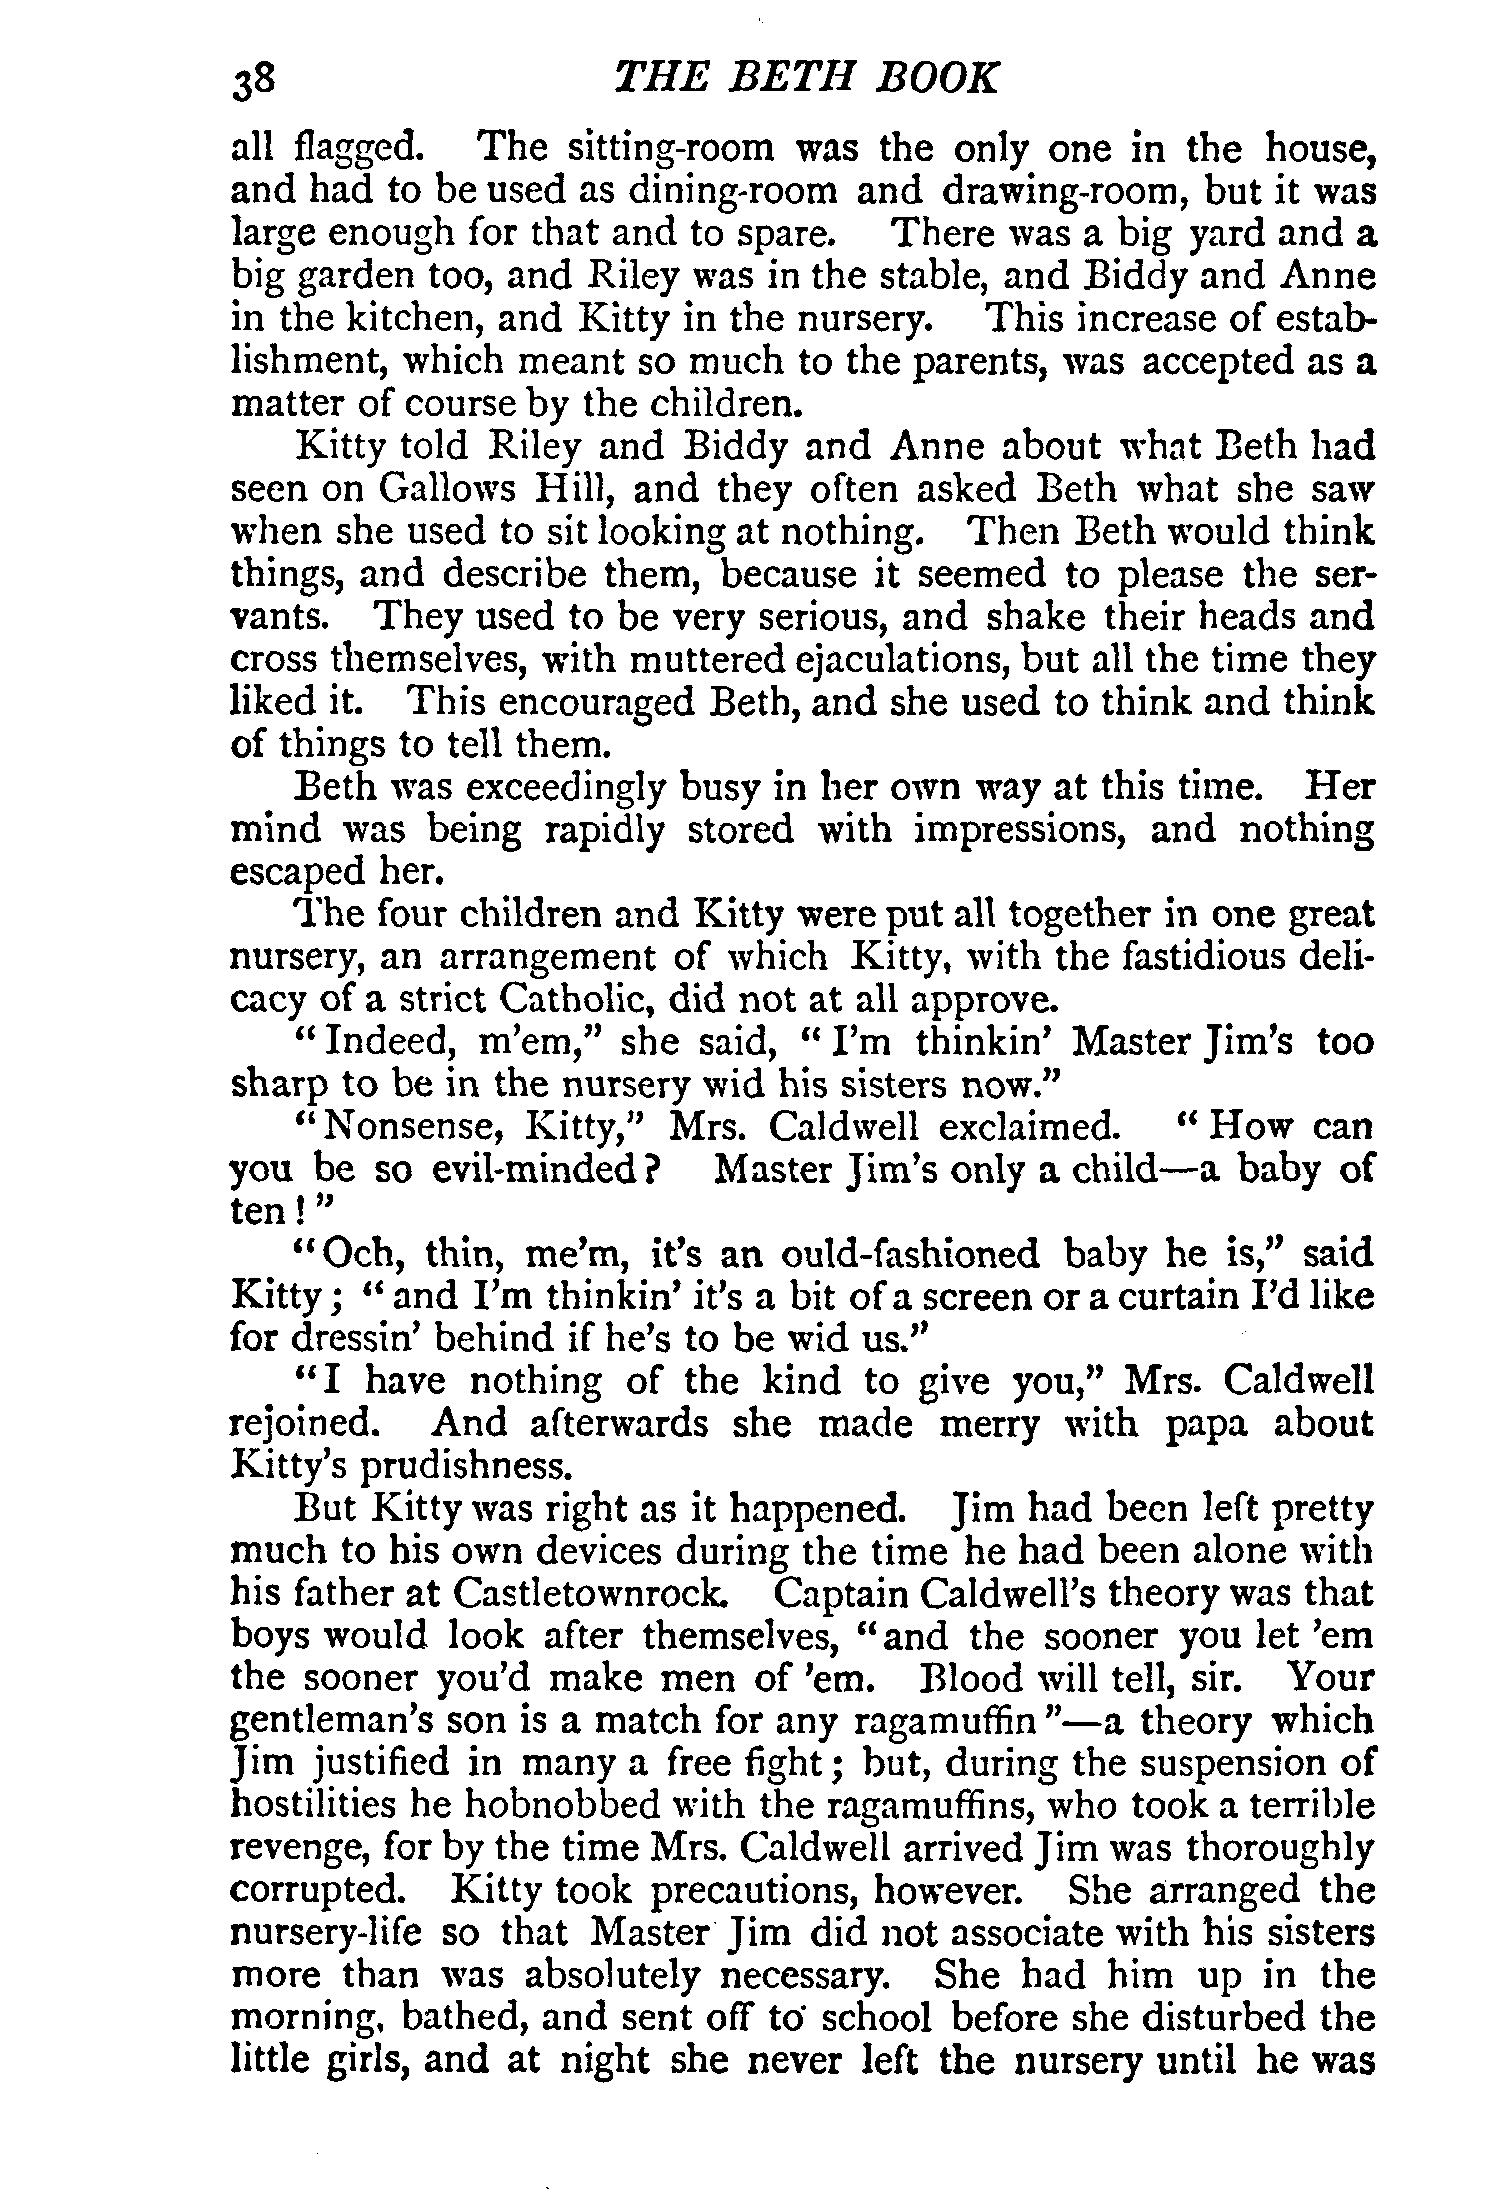 38 THE BETH BOOK
all flagged. The sitting-room was the only one in the house,
and had to be used as dining-room and drawing-room, but it was
large enough for that and to spare. There was a big yard and a
big garden too, and Riley was in the stable, and Biddy and Anne
in the kitchen, and Kitty in the nursery. This increase of estab-
lishment, which meant so much to the parents, was accepted as a
matter of course by the children.
Kitty told Riley and Biddy and Anne about what Beth had
seen on Gallows Hill, and they often asked Beth what she saw
when she used to sit looking at nothing. Then Beth would think
things, and describe them, because it seemed to please the ser-
vants. They used to be very serious, and shake their heads and
cross themselves, with muttered ejaculations, but all the time they
liked it. This encouraged Beth, and she used to think and think
of things to tell them.
Beth was exceedingly busy in her own way at this time. Her
mind was being rapidly stored with impressions, and nothing
escaped her.
The four children and Kitty were put all together in one great
nursery, an arrangement of which Kitty, with the fastidious deli-
cacy of a strict Catholic, did not at all approve.
“Indeed, m'em,” she said, “I'm thinkin' Master Jim's too
sharp to be in the nursery wid his sisters now.”
“Nonsense, Kitty,” Mrs. Caldwell exclaimed. “How can
you be so evil-minded? Master Jim's only a child—a baby of
ten!”
“Och, thin, me'm, it's an ould-fashioned baby he is,” said
Kitty; “and I'm thinkin' it's a bit of a screen or a curtain I'd like
for dressin' behind if he's to be wid us.”
“I have nothing of the kind to give you,” Mrs. Caldwell
rejoined. And afterwards she made merry with papa about
Kitty's prudishness.
But Kitty was right as it happened. Jim had been left pretty
much to his own devices during the time he had been alone with
his father at Castletownrock. Captain Caldwell's theory was that
boys would look after themselves, “and the sooner you let 'em
the sooner you'd make men of 'em. Blood will tell, sir. Your
gentleman's son is a match for any ragamuffin”—a theory which
Jim justified in many a free fight; but, during the suspension of
hostilities he hobnobbed with the ragamuffins, who took a terrible
revenge, for by the time Mrs. Caldwell arrived Jim was thoroughly
corrupted. Kitty took precautions, however. She arranged the
nursery-life so that Master Jim did not associate with his sisters
more than was absolutely necessary. She had him up in the
morning, bathed, and sent off to school before she disturbed the
little girls, and at night she never left the nursery until he was